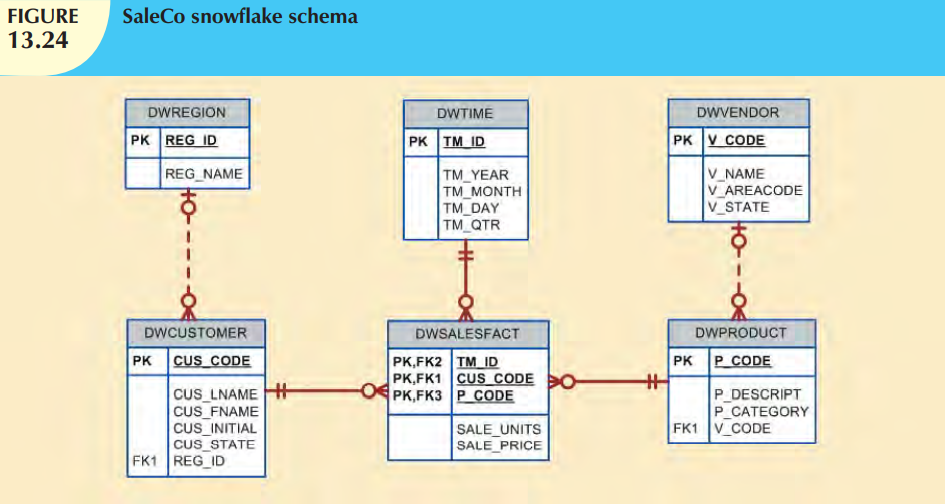 FIGURE
13.24
SaleCo snowflake schema
DWREGION
PK REG_ID
REG_NAME
DWTIME
PK TM_ID
TM_YEAR
TM_MONTH
TM_DAY
TM_QTR
DWVENDOR
PK V_CODE
V_NAME
V_AREACODE
V_STATE
DWCUSTOMER
PK CUS_CODE
CUS_LNAME
CUS_FNAME
CUS_INITIAL
CUS_STATE
FK1 REG_ID
DWSALESFACT
PK,FK2 TM_ID
PK,FK1 CUS_CODE
PK,FK3 P_CODE
SALE_UNITS
SALE_PRICE
DWPRODUCT
PK P_CODE
P_DESCRIPT
P_CATEGORY
FK1 V_CODE